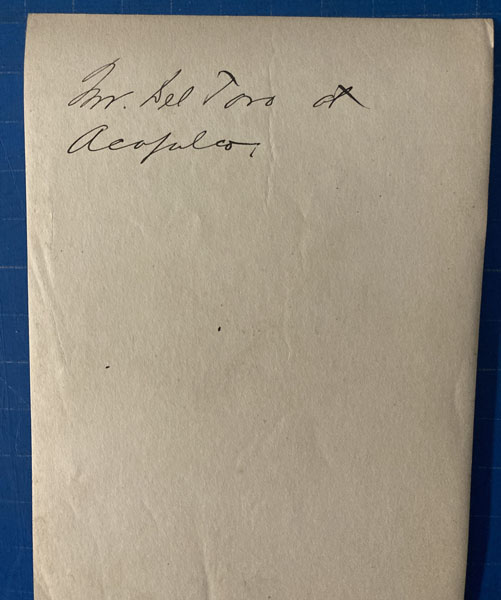 Mr. Del Toro at
Acapulco,